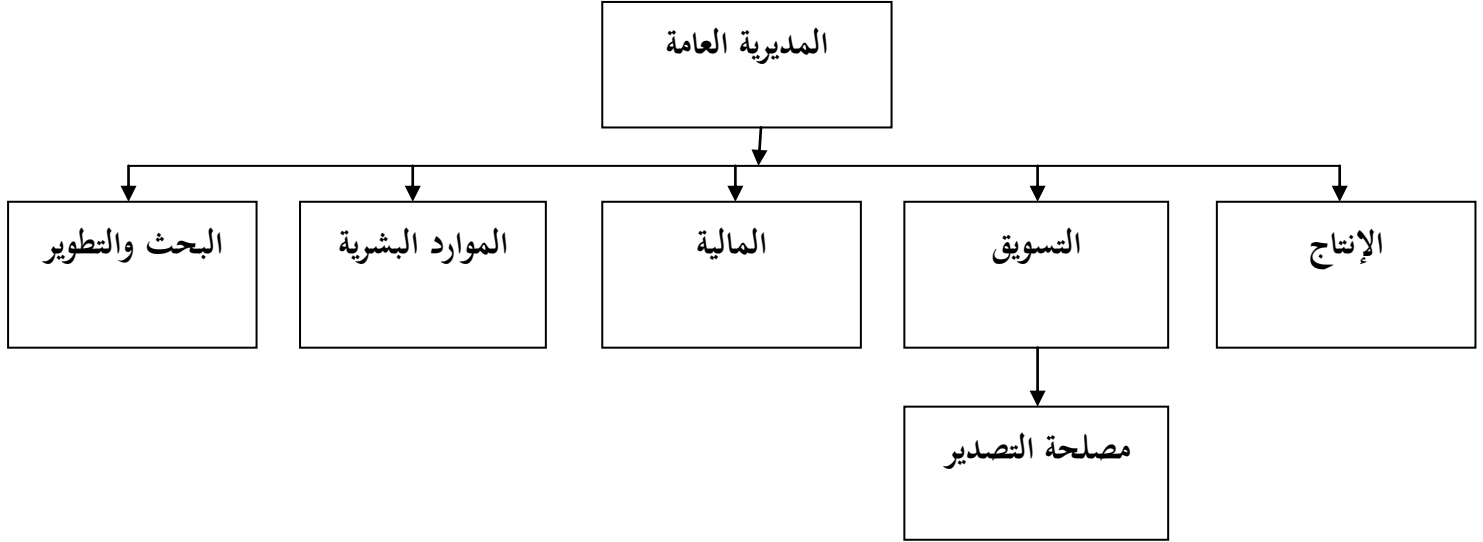 المديرية العامة
الإنتاج
التسويق
المالية
الموارد البشرية
البحث والتطوير
مصلحة التصدير